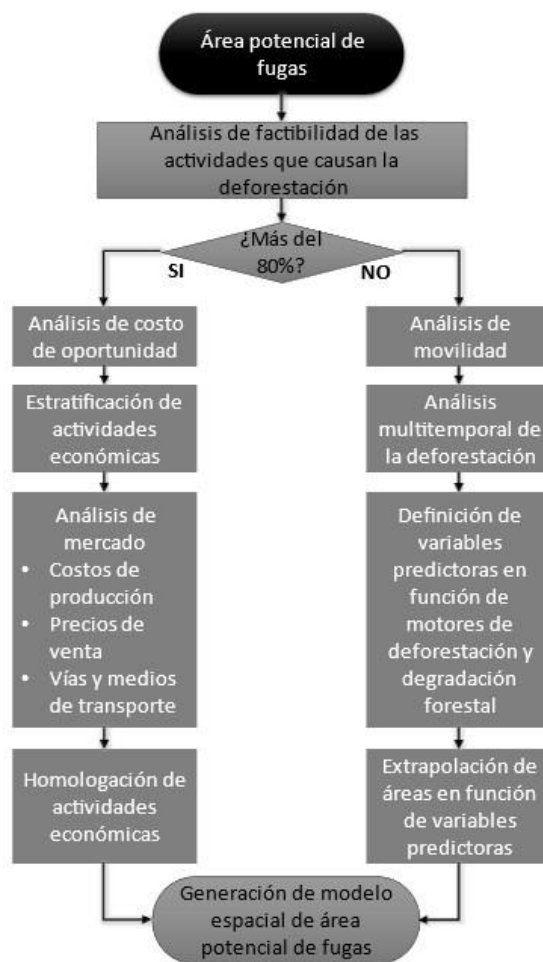 Área potencial de
fugas
Análisis de factibilidad de las
actividades que causan la
deforestación
¿Más del
80%?
SI
NO
Análisis de costo
de oportunidad
Estratificación de
actividades
económicas
Análisis de
mercado
• Costos de
producción
• Precios de
venta
• Vías y medios
de transporte
Homologación de
actividades
económicas
Análisis de
movilidad
Análisis
multitemporal de
la deforestación
Definición de
variables
predictoras en
función de
motores de
deforestación y
degradación
forestal
Extrapolación de
áreas en función
de variables
predictoras
Generación de modelo
espacial de área
potencial de fugas